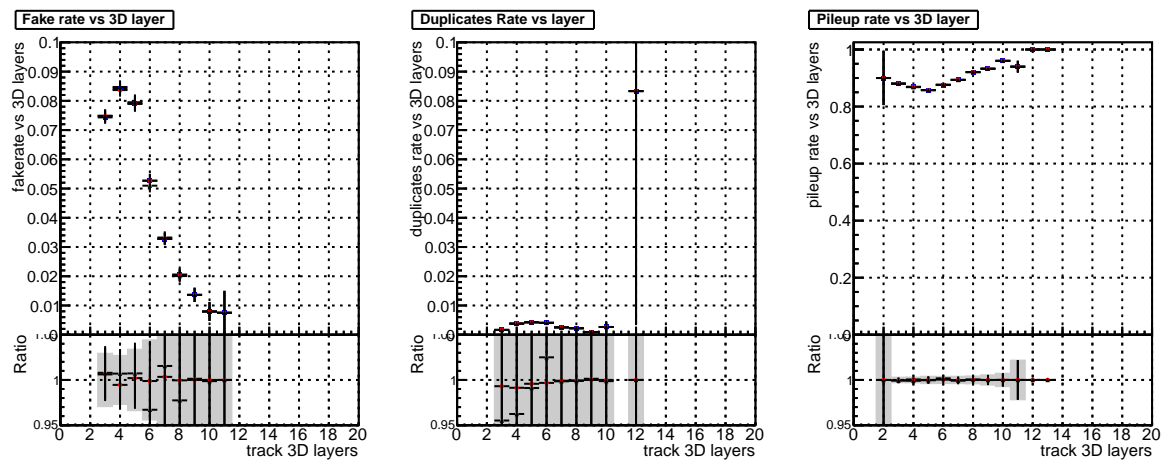 Fake rate vs 3D layer
fakerate vs 3D layers
0.1
0.09
0.08
0.07
0.06
0.05
0.04
0.03
0.02
0.01
0
Ratio
1
0.95
0 2 4 6 8 10 12 14 16 18 20
track 3D layers
Duplicates Rate vs layer
duplicates rate vs 3D layers
0.1
0.09
0.08
0.07
0.06
0.05
0.04
0.03
0.02
0.01
0
Ratio
1
0.95
0 2 4 6 8 10 12 14 16 18 20
track 3D layers
Pileup rate vs 3D layer
pileup rate vs 3D layers
1
0.8
0.6
0.4
0.2
0
Ratio
1
0.95
0 2 4 6 8 10 12 14 16 18 20
track 3D layers